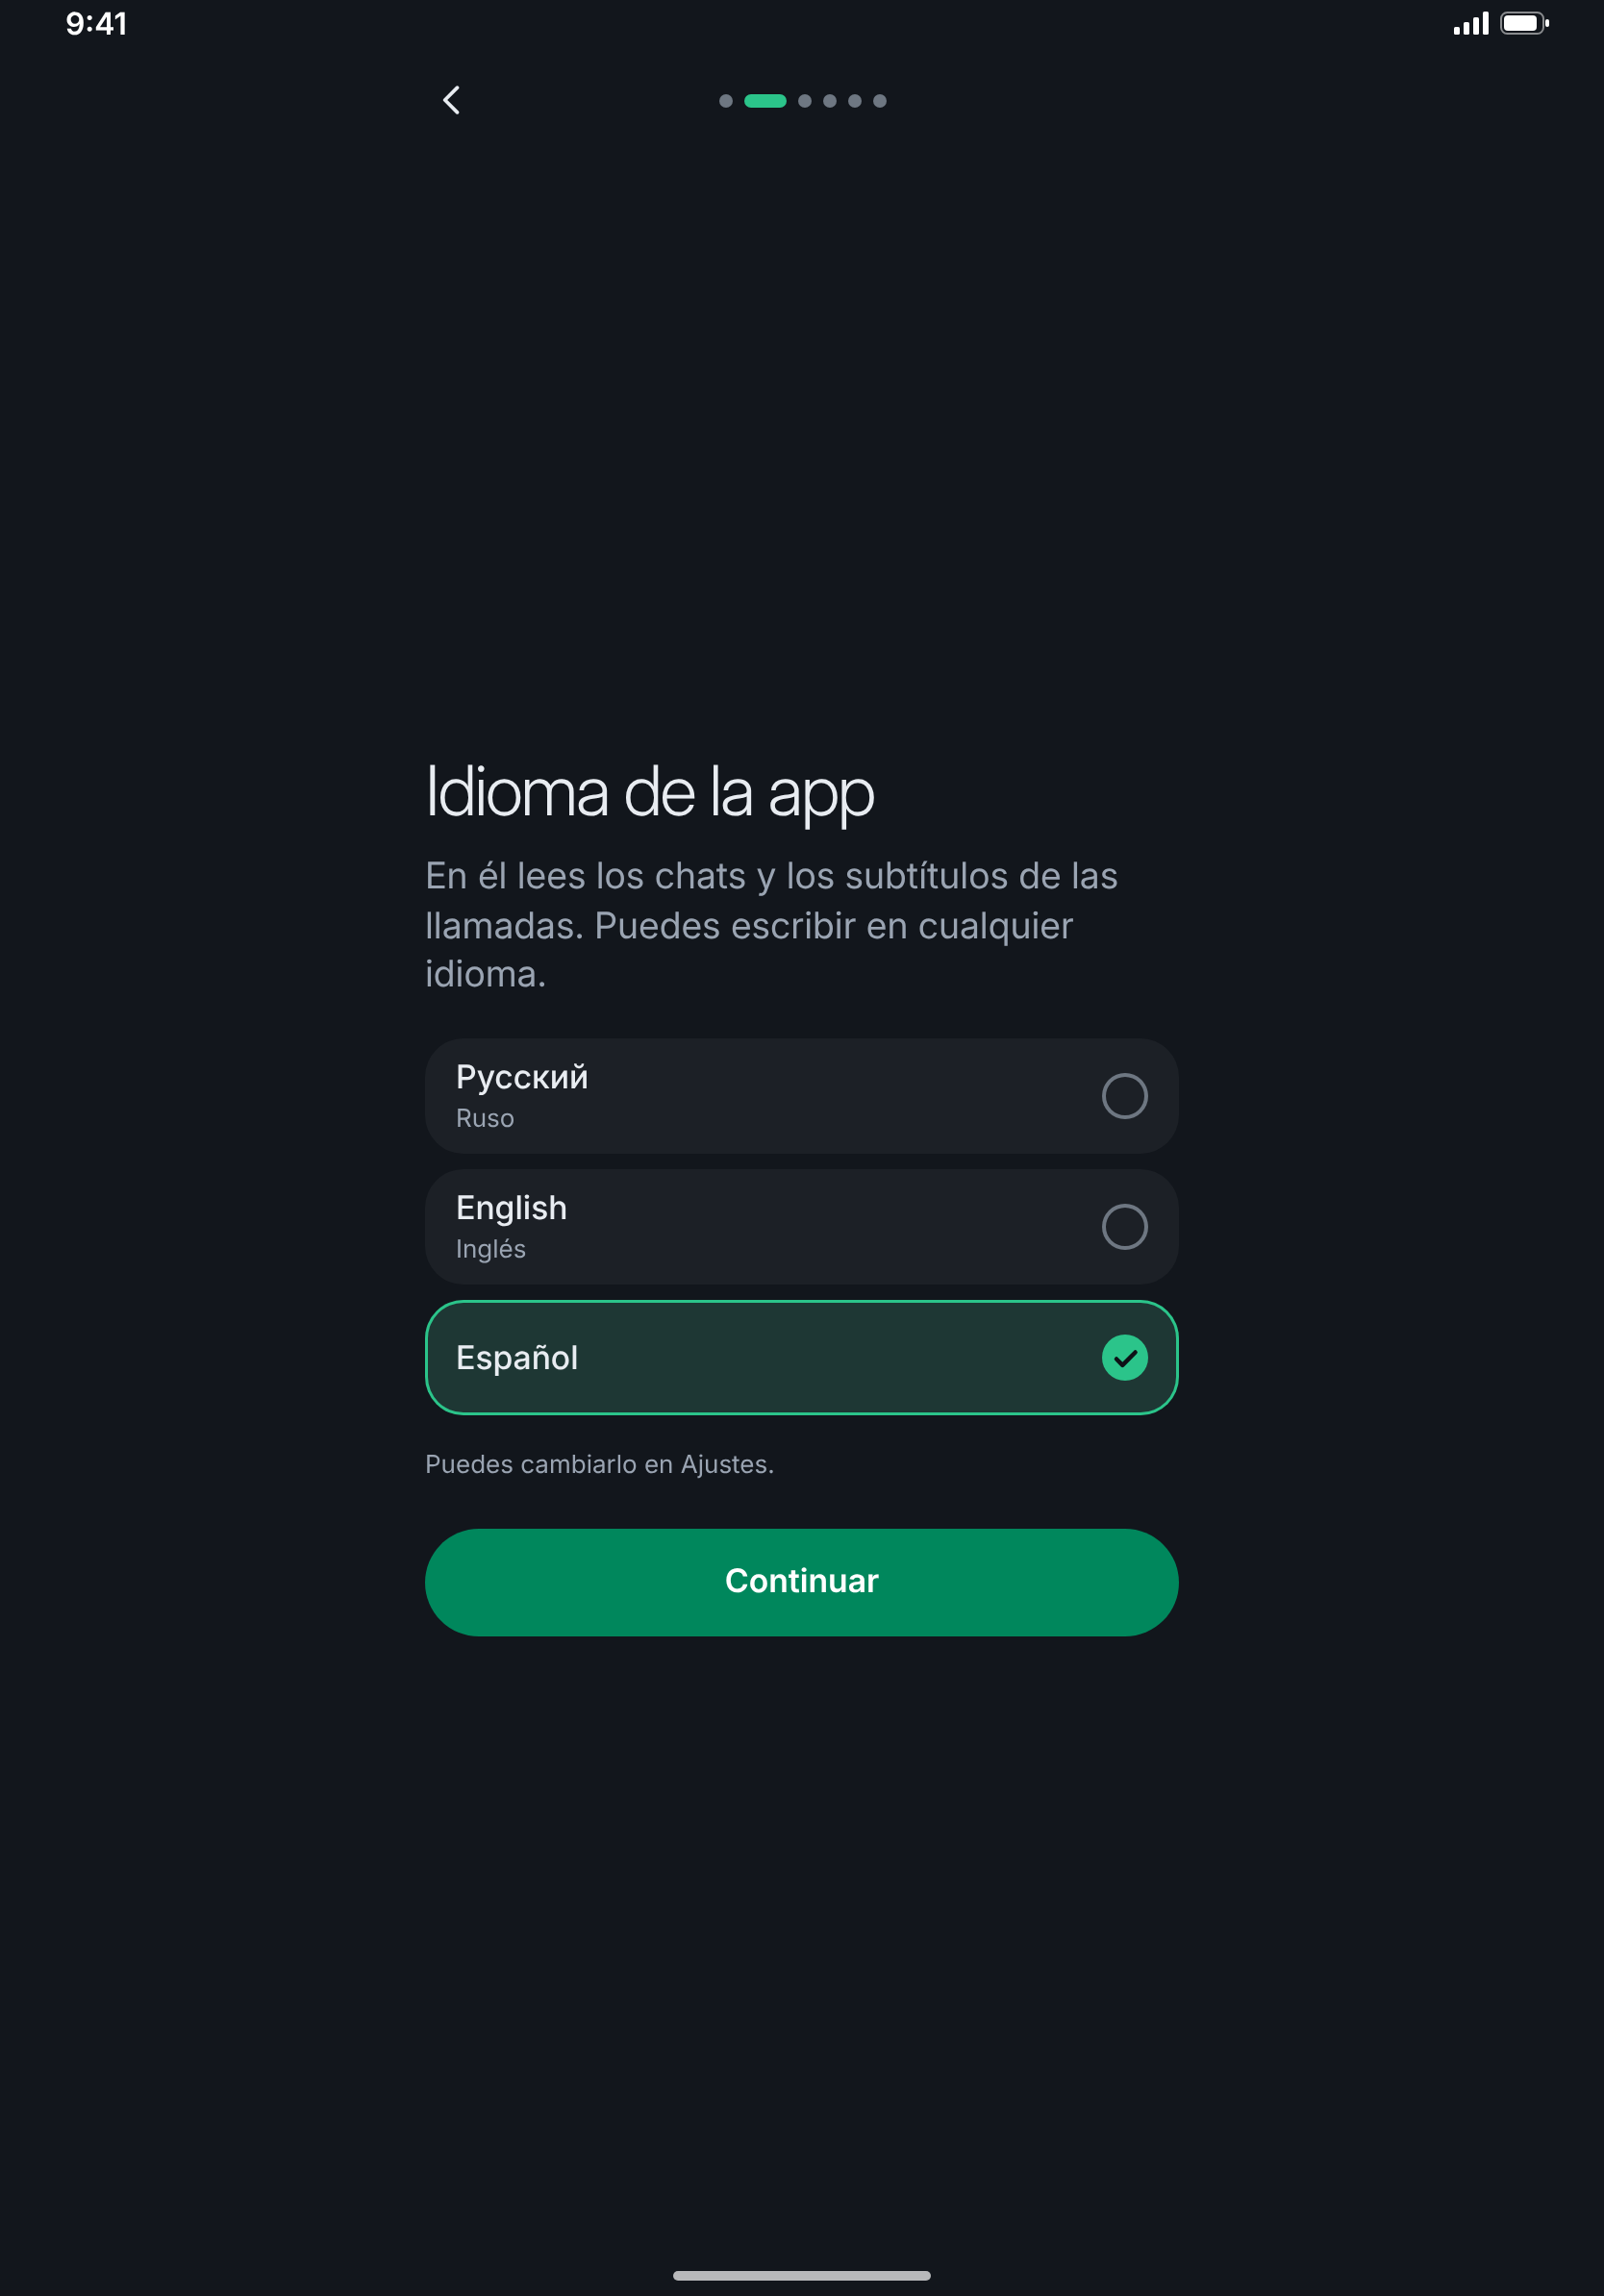 9:41
Idioma de la app
En él lees los chats y los subtítulos de las
llamadas. Puedes escribir en cualquier
idioma.
Русский
Ruso
English
Inglés
Español
Puedes cambiarlo en Ajustes.
Continuar